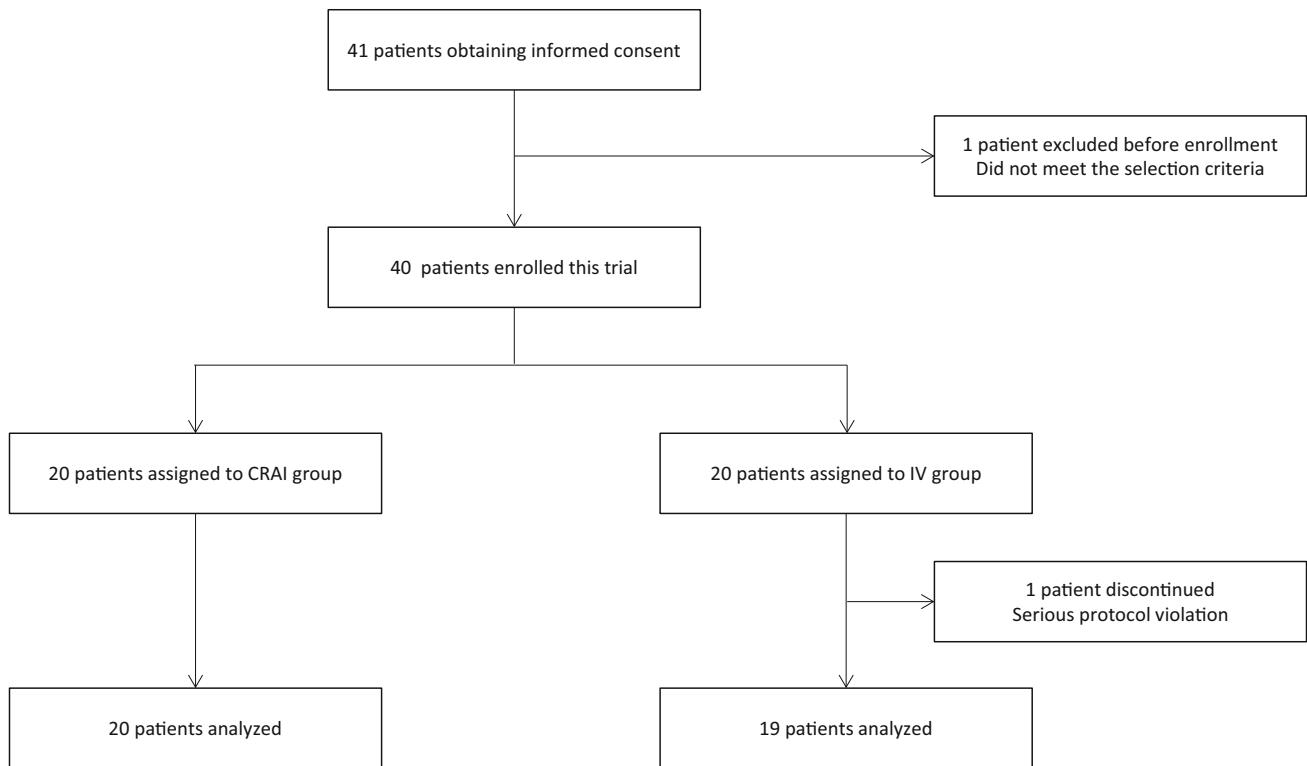 41 patients obtaining informed consent
1 patient excluded before enrollment
Did not meet the selection criteria
40 patients enrolled this trial
20 patients assigned to CRAI group
20 patients assigned to IV group
1 patient discontinued
Serious protocol violation
20 patients analyzed
19 patients analyzed